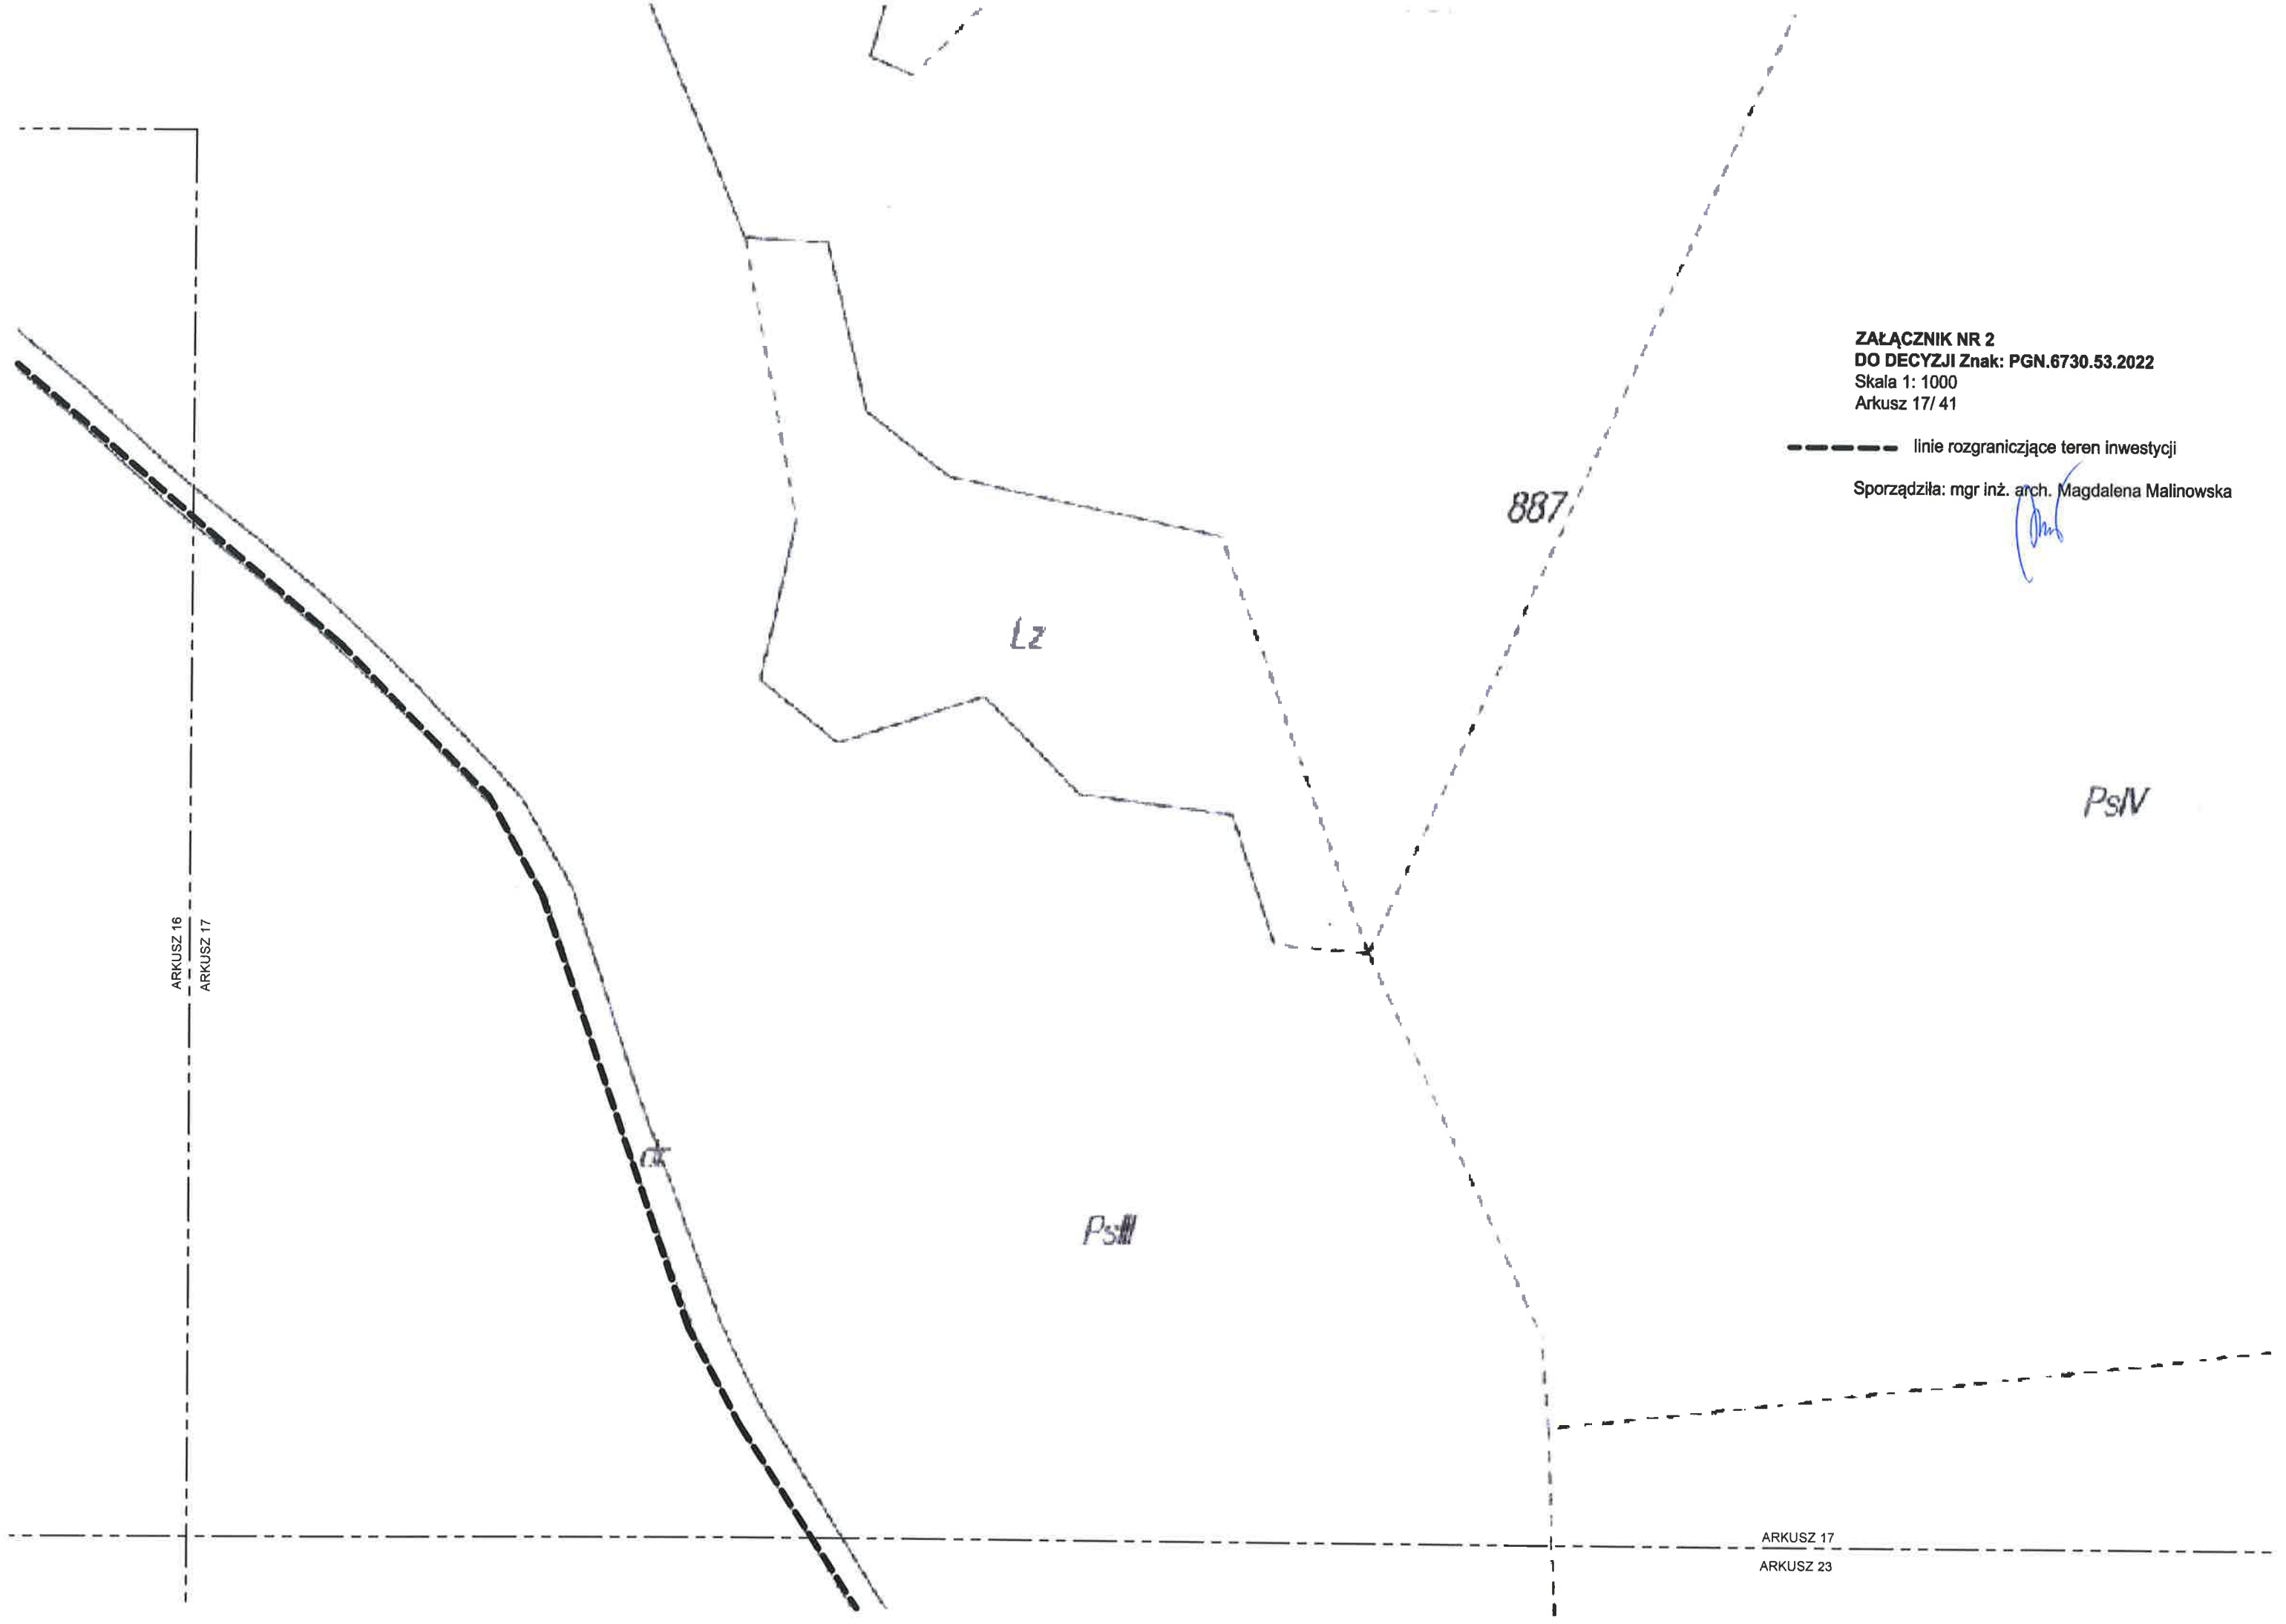 ZAŁĄCZNIK NR 2
DO DECYZJI Znak: PGN.6730.53.2022
Skala 1: 1000
Arkusz 17/ 41
linie rozgraniczjące teren inwestycji
Sporządziła: mgr inż. arch. Magdalena Malinowska
887
Lz
PsIV
ARKUSZ 16
ARKUSZ 17
dr
PsIII
ARKUSZ 17
ARKUSZ 23